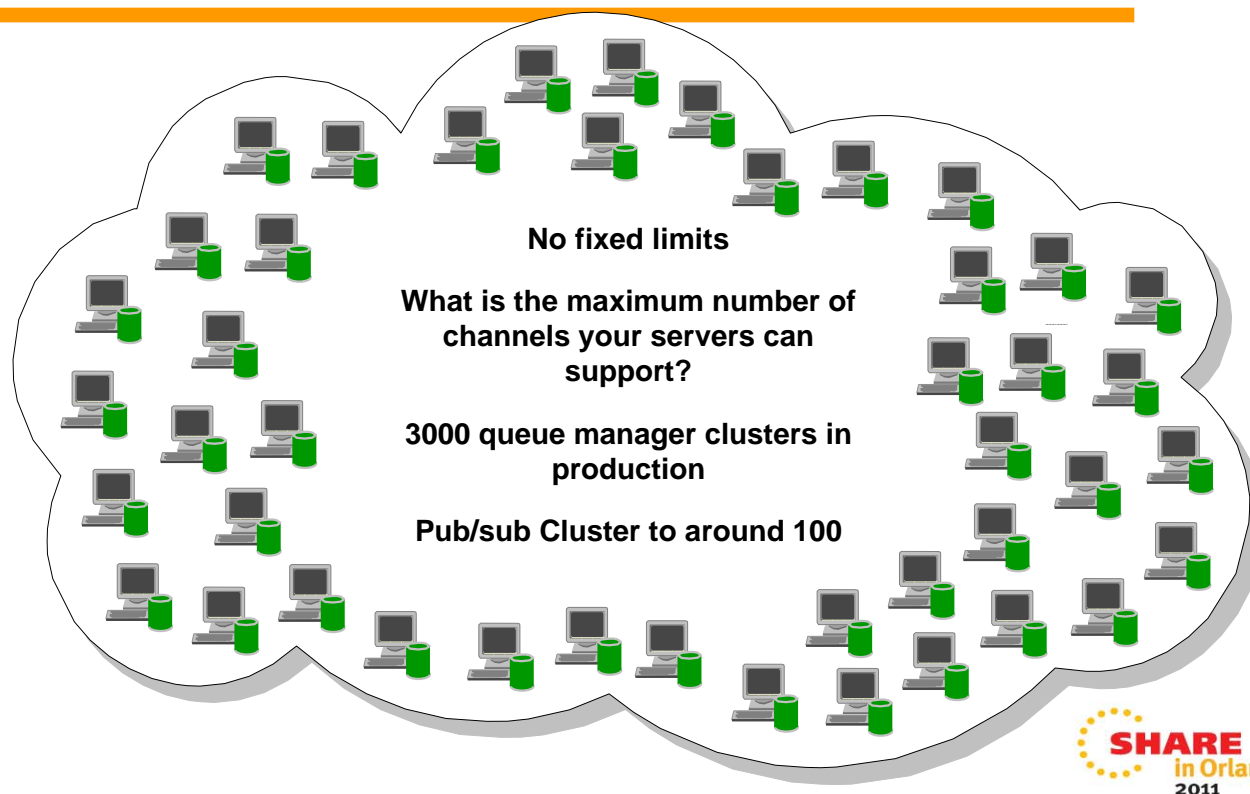 No fixed limits
What is the maximum number of
channels your servers can
support?
3000 queue manager clusters in
production
Pub/sub Cluster to around 100
SHARE
in Orla
2011